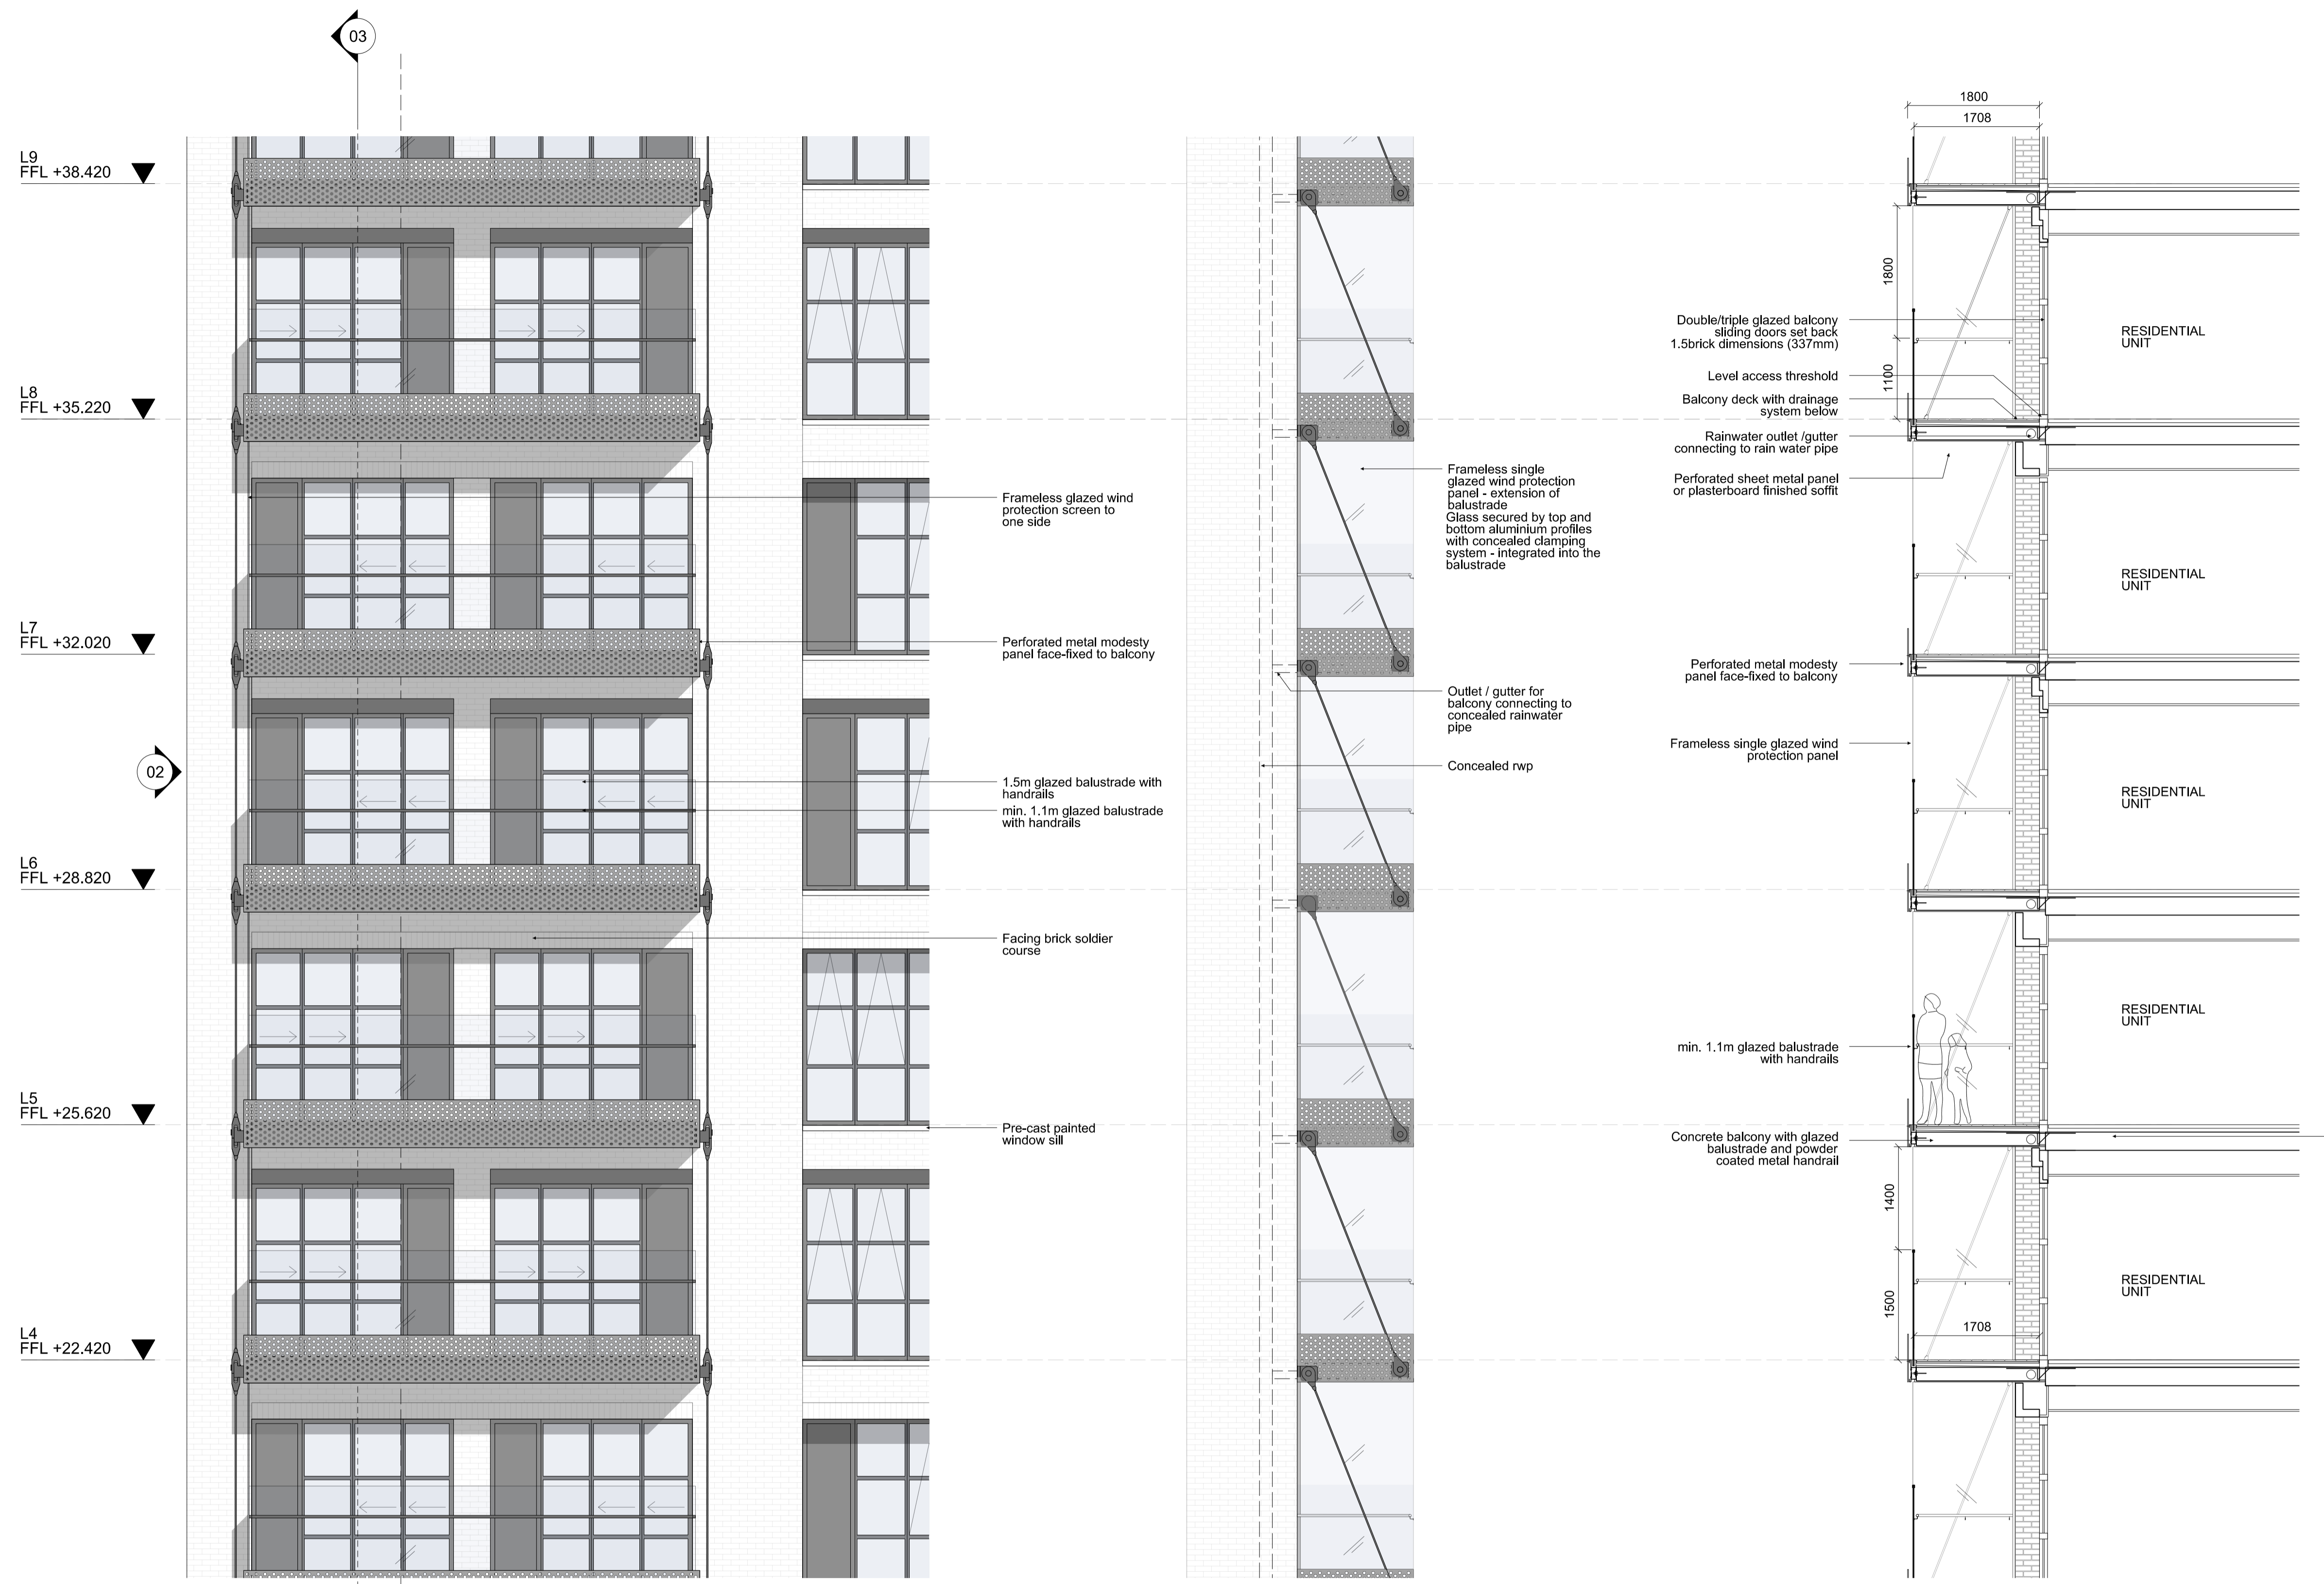 03
L9
FFL +38.420
L8
FFL +35.220
L7
FFL +32.020
02
L6
FFL +28.820
L5
FFL +25.620
L4
FFL +22.420
Frameless glazed wind
protection screen to
one side
Perforated metal modesty
panel face-fixed to balcony
1.5m glazed balustrade with
handrails
min. 1.1m glazed balustrade
with handrails
Facing brick soldier
course
Pre-cast painted
window sill
Frameless single
glazed wind protection
panel - extension of
balustrade
Glass secured by top and
bottom aluminium profiles
with concealed clamping
system - integrated into the
balustrade
Outlet / gutter for
balcony connecting to
concealed rainwater
pipe
Concealed rwp
1800
1708
1800
Double/triple glazed balcony
sliding doors set back
1.5brick dimensions (337mm)
Level access threshold
1100
Balcony deck with drainage
system below
Rainwater outlet /gutter
connecting to rain water pipe
Perforated sheet metal panel
or plasterboard finished soffit
Perforated metal modesty
panel face-fixed to balcony
Frameless single glazed wind
protection panel
min. 1.1m glazed balustrade
with handrails
Concrete balcony with glazed
balustrade and powder
coated metal handrail
1400
1500
1708
RESIDENTIAL
UNIT
RESIDENTIAL
UNIT
RESIDENTIAL
UNIT
RESIDENTIAL
UNIT
RESIDENTIAL
UNIT